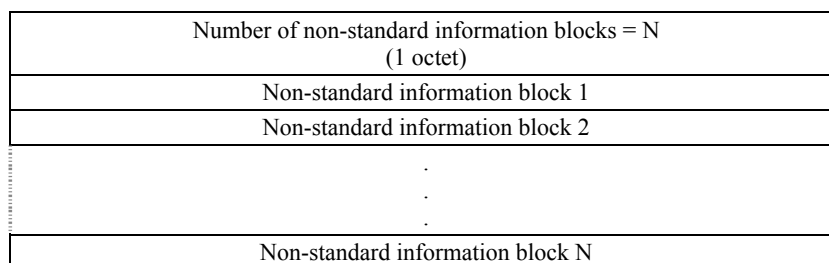 Number of non-standard information blocks = N
(1 octet)
Non-standard information block 1
Non-standard information block 2
.
.
.
Non-standard information block N